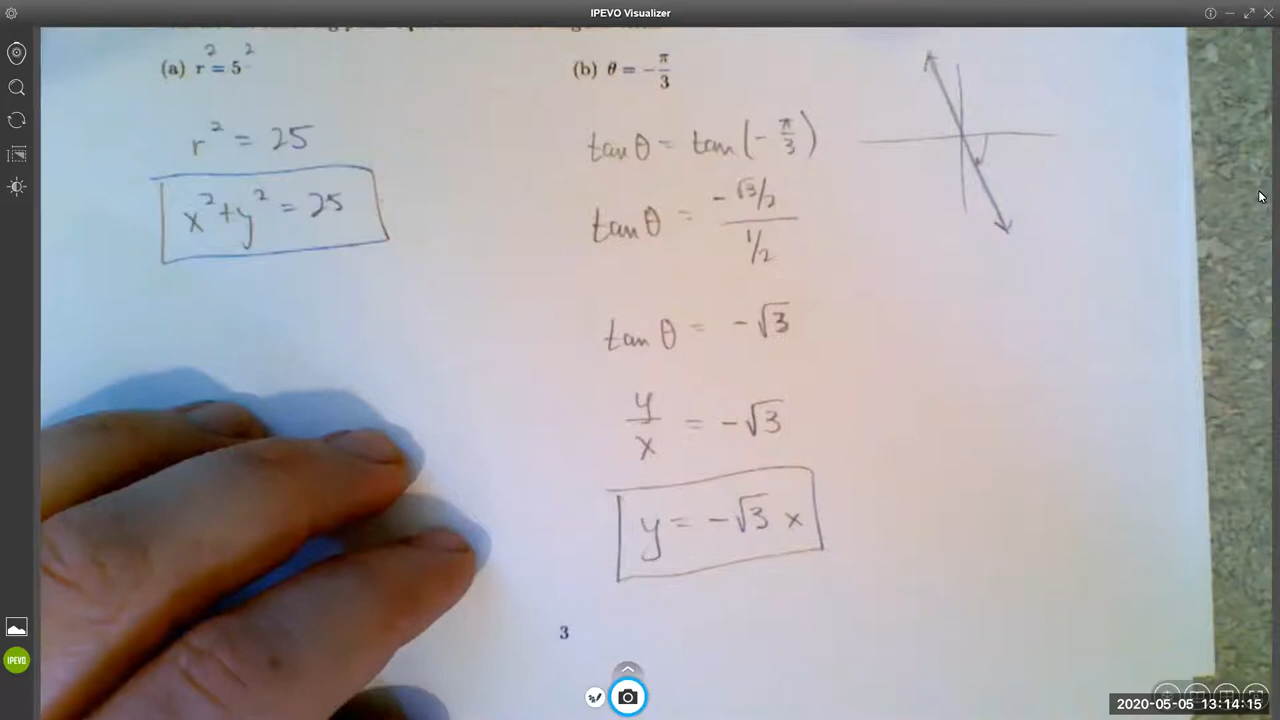 IPEVO Visualizer
(a) r² = 5²
r² = 25
x² + y² = 25
(b) θ = -π/3
tan θ = tan(-π/3)
tan θ = (-√3/2)/(1/2)
tan θ = -√3
y/x = -√3
y = -√3 x
3
IPEVO
2020-05-05 13:14:15